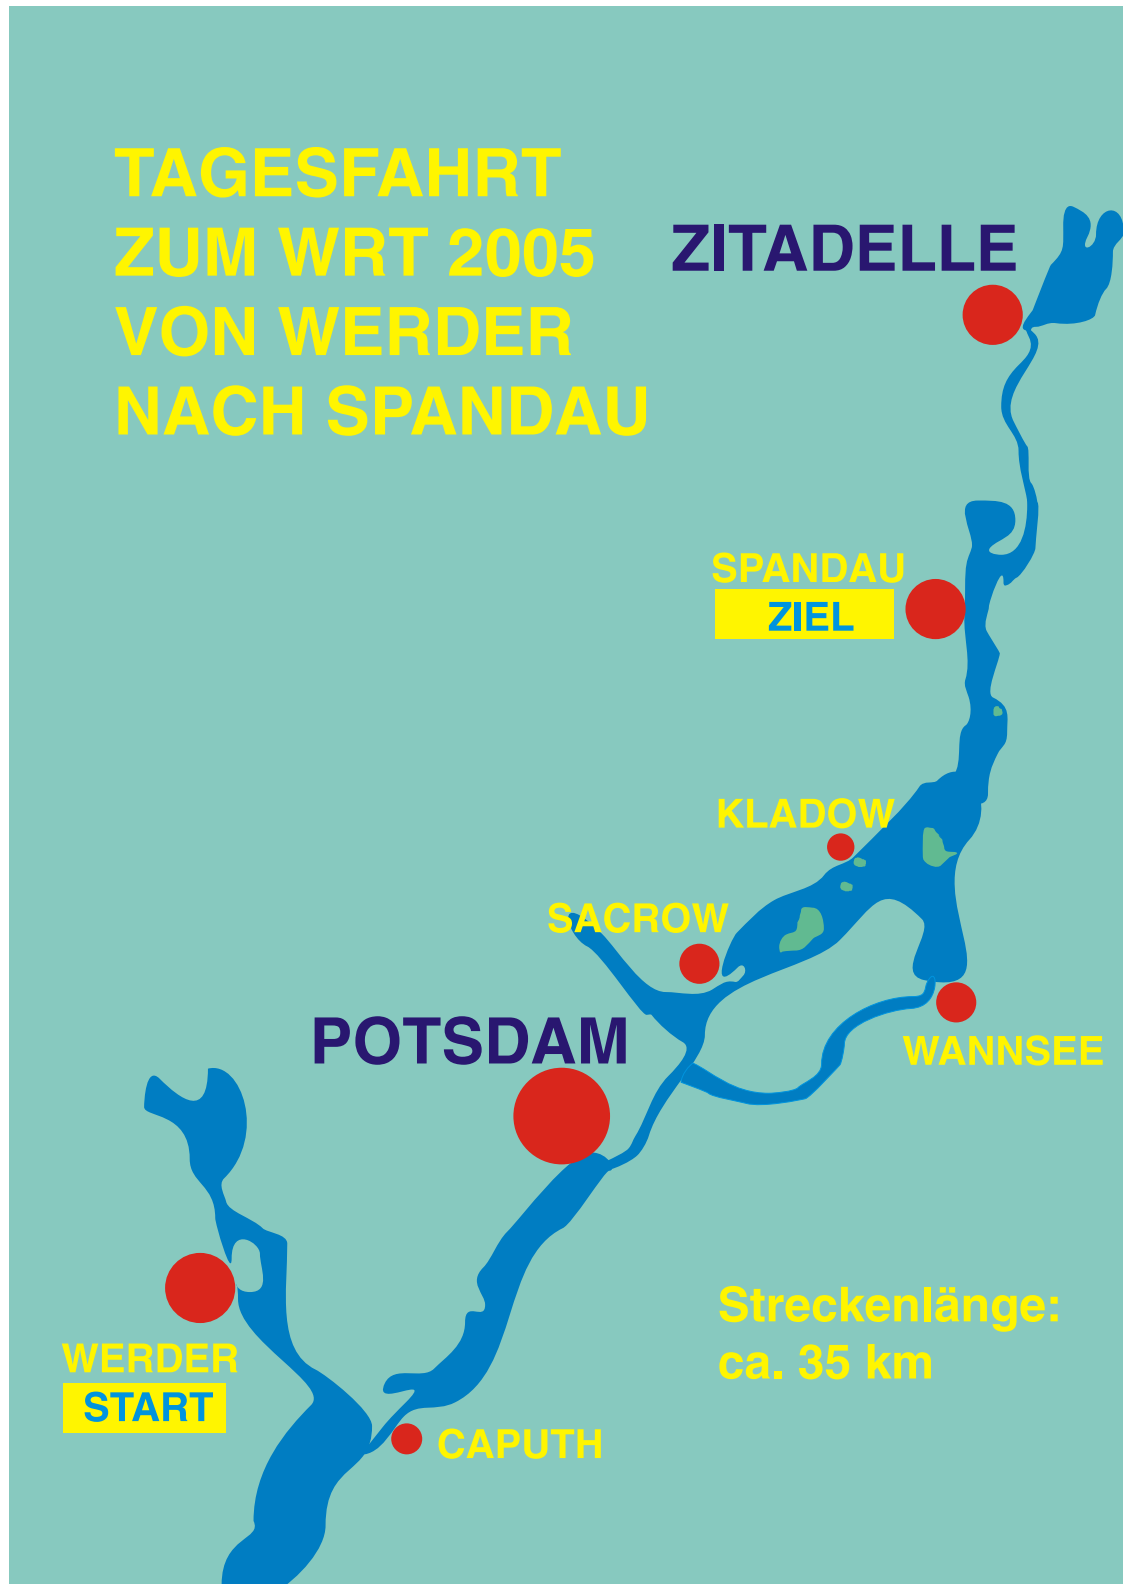 TAGESFAHRT
ZUM WRT 2005
VON WERDER
NACH SPANDAU
ZITADELLE
SPANDAU
ZIEL
KLADOW
SACROW
POTSDAM
WANNSEE
Streckenlänge:
ca. 35 km
WERDER
START
CAPUTH